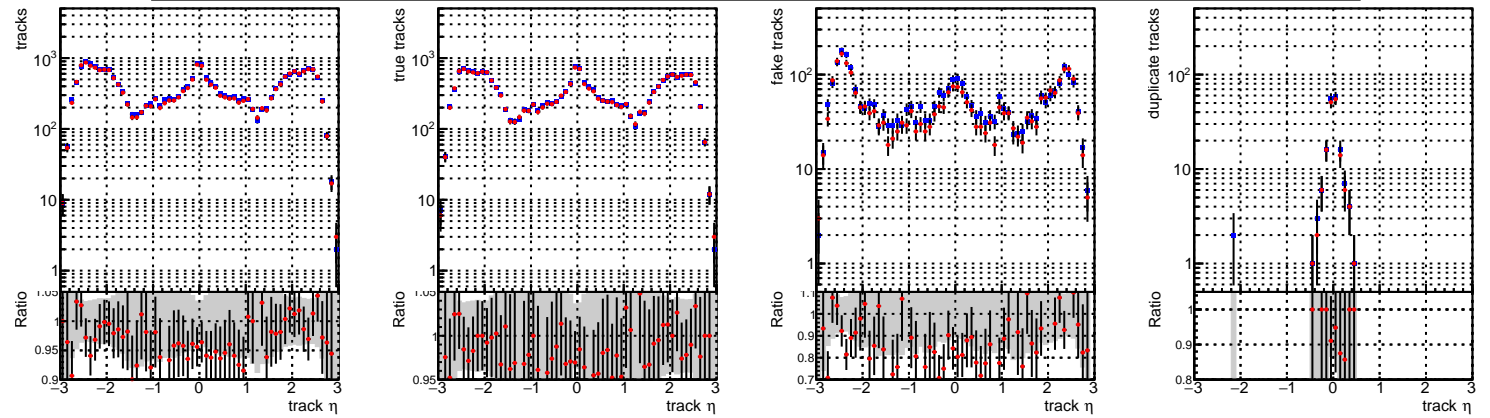 tracks
10³
10²
10
1
Ratio
1.05
1
0.95
0.9
−3 −2 −1 0 1 2 3
track η
true tracks
10³
10²
10
1
Ratio
1.05
1
0.95
−3 −2 −1 0 1 2 3
track η
fake tracks
10²
10
1
Ratio
1.1
1
0.9
0.8
0.7
−3 −2 −1 0 1 2 3
track η
duplicate tracks
10²
10
1
Ratio
1
0.9
0.8
−3 −2 −1 0 1 2 3
track η